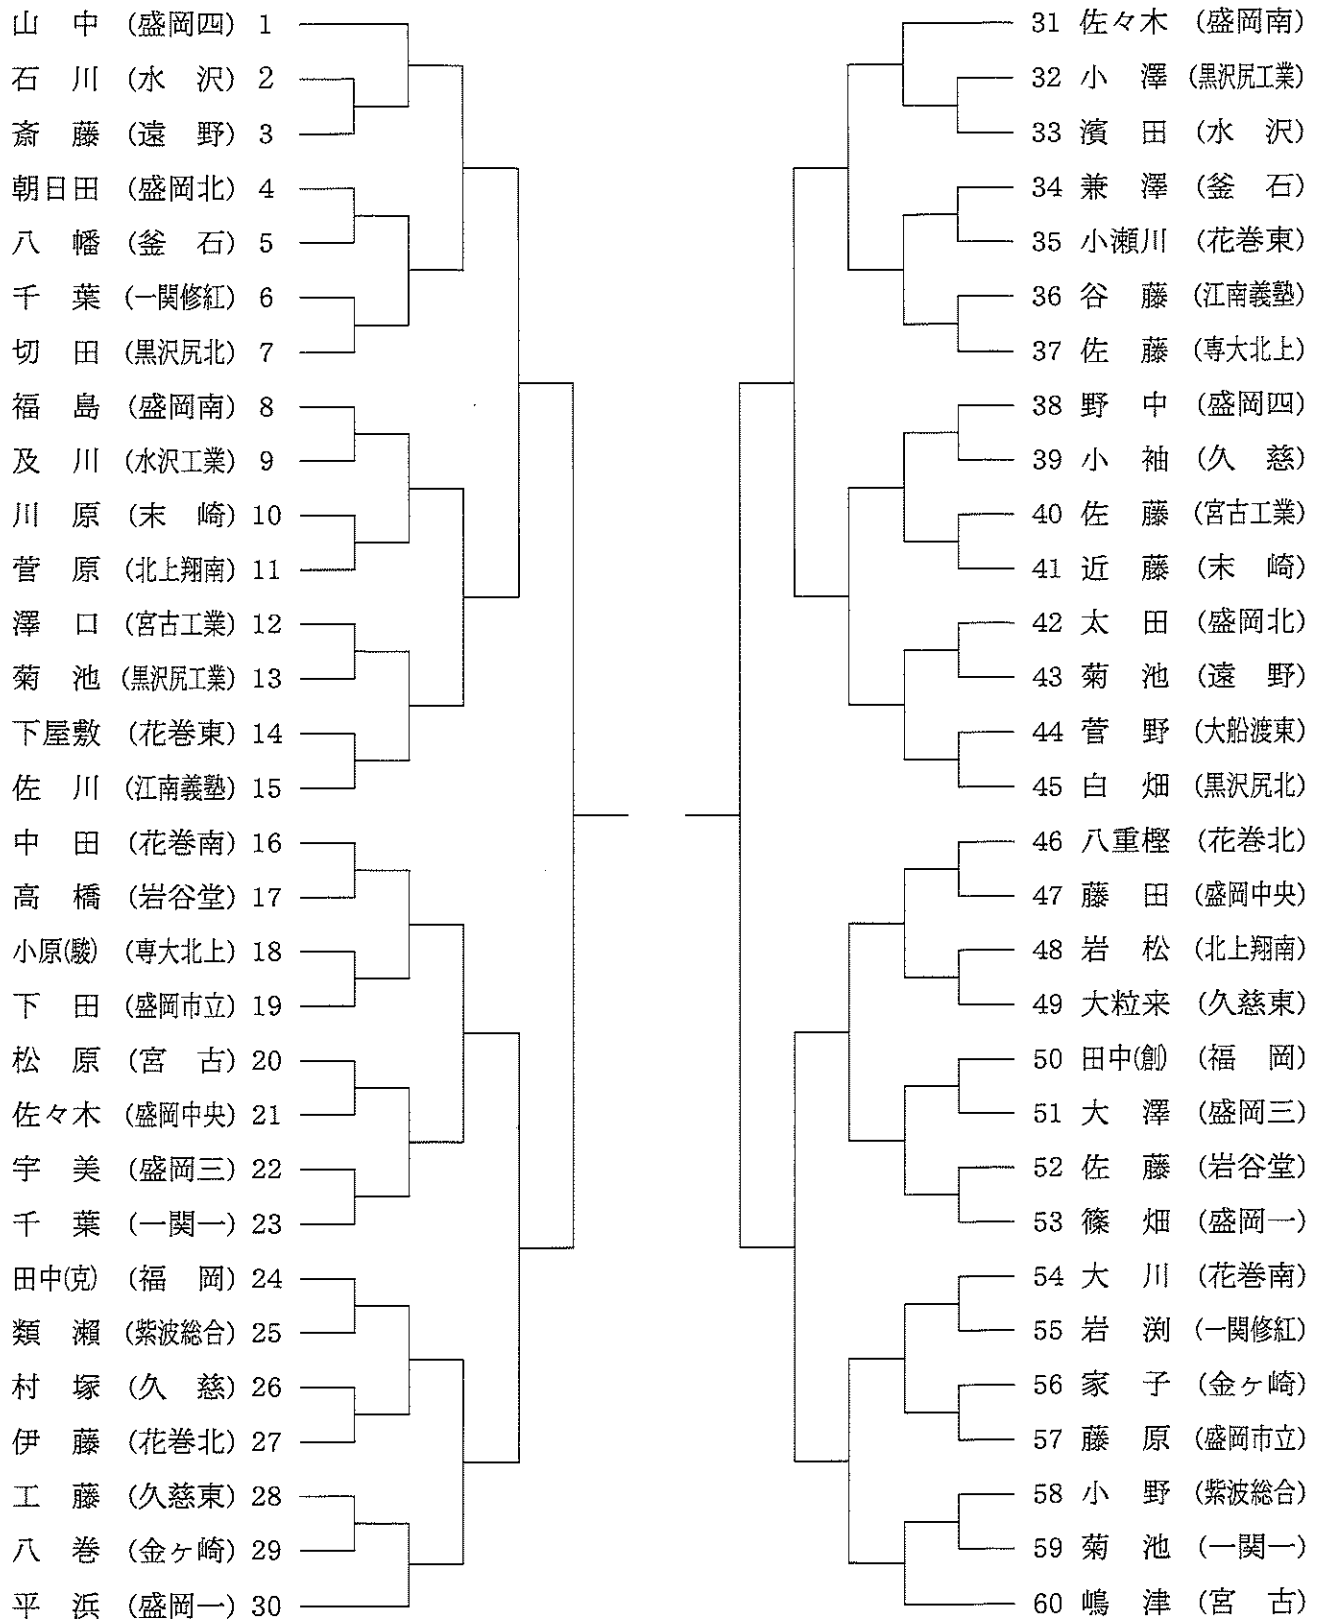 山中 (盛岡四) 1
石川 (水沢) 2
斎藤 (遠野) 3
朝日田 (盛岡北) 4
八幡 (釜石) 5
千葉 (一関修紅) 6
切田 (黒沢尻北) 7
福島 (盛岡南) 8
及川 (水沢工業) 9
川原 (末崎) 10
菅原 (北上翔南) 11
澤口 (宮古工業) 12
菊池 (黒沢尻工業) 13
下屋敷 (花巻東) 14
佐川 (江南義塾) 15
中田 (花巻南) 16
高橋 (岩谷堂) 17
小原(駿) (専大北上) 18
下田 (盛岡市立) 19
松原 (宮古) 20
佐々木 (盛岡中央) 21
宇美 (盛岡三) 22
千葉 (一関一) 23
田中(克) (福岡) 24
類瀬 (紫波総合) 25
村塚 (久慈) 26
伊藤 (花巻北) 27
工藤 (久慈東) 28
八巻 (金ヶ崎) 29
平浜 (盛岡一) 30
31 佐々木 (盛岡南)
32 小澤 (黒沢尻工業)
33 濱田 (水沢)
34 兼澤 (釜石)
35 小瀬川 (花巻東)
36 谷藤 (江南義塾)
37 佐藤 (専大北上)
38 野中 (盛岡四)
39 小袖 (久慈)
40 佐藤 (宮古工業)
41 近藤 (末崎)
42 太田 (盛岡北)
43 菊池 (遠野)
44 菅野 (大船渡東)
45 白畑 (黒沢尻北)
46 八重樫 (花巻北)
47 藤田 (盛岡中央)
48 岩松 (北上翔南)
49 大粒来 (久慈東)
50 田中(創) (福岡)
51 大澤 (盛岡三)
52 佐藤 (岩谷堂)
53 篠畑 (盛岡一)
54 大川 (花巻南)
55 岩渕 (一関修紅)
56 家子 (金ヶ崎)
57 藤原 (盛岡市立)
58 小野 (紫波総合)
59 菊池 (一関一)
60 嶋津 (宮古)